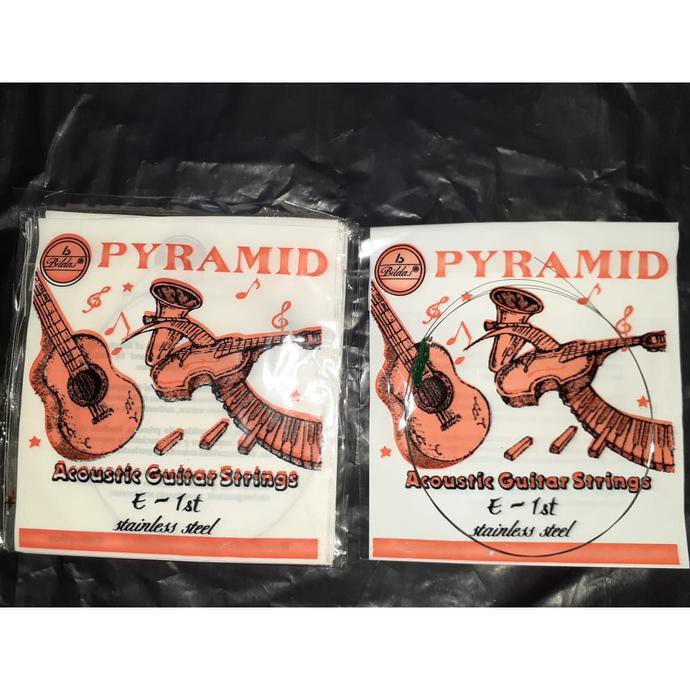 b
Bildas®
PYRAMID
Acoustic Guitar Strings
E - 1st
stainless steel
b
Bildas®
PYRAMID
Acoustic Guitar Strings
E - 1st
stainless steel